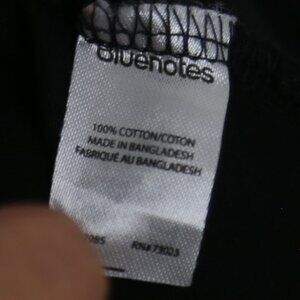 Bluenotes
100% COTTON/COTON
MADE IN BANGLADESH
FABRIQUÉ AU BANGLADESH
RN# 73023